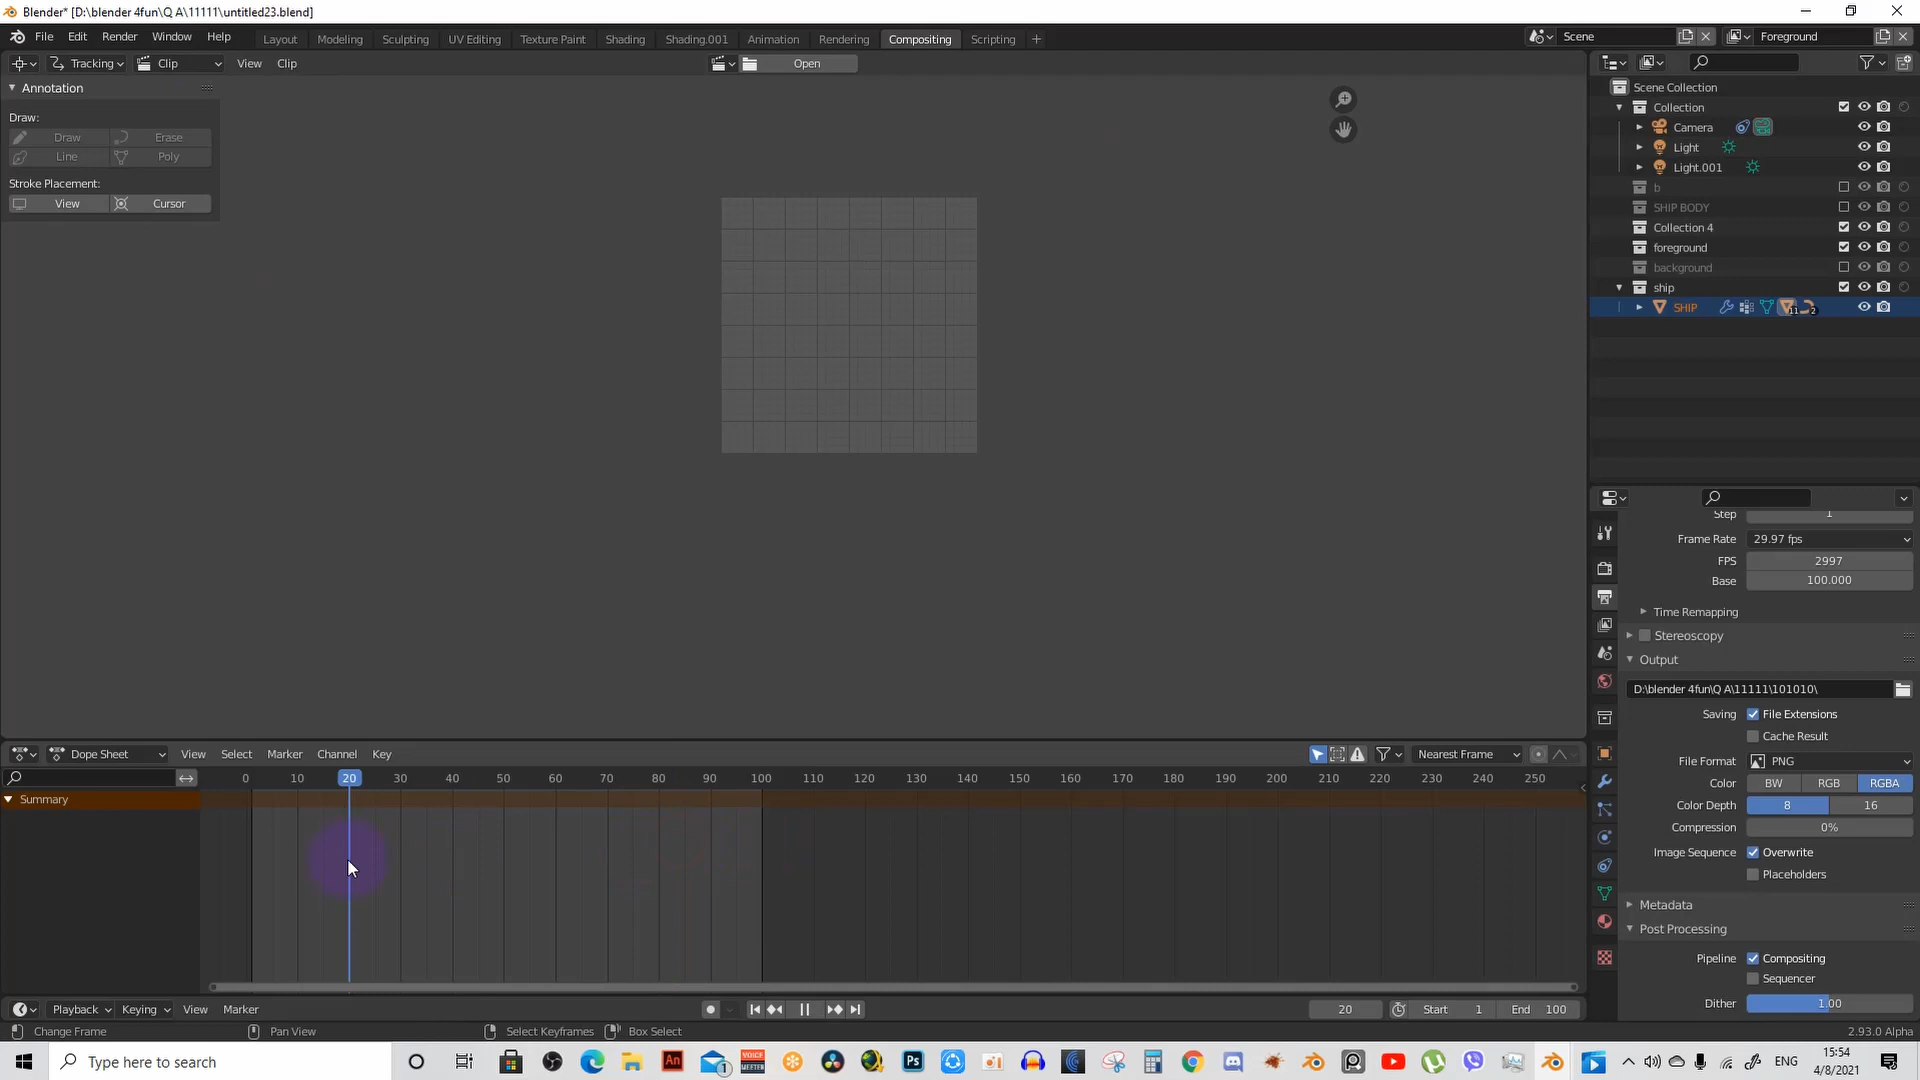 Blender* [D:\blender 4fun\Q A\11111\untitled23.blend]
File Edit Render Window Help
Layout Modeling Sculpting UV Editing Texture Paint Shading Shading.001 Animation Rendering Compositing Scripting +
Scene Foreground
Tracking Clip View Clip Open
Annotation
Draw:
Draw Erase
Line Poly
Stroke Placement:
View Cursor
Scene Collection
Collection
Camera
Light
Light.001
b
SHIP BODY
Collection 4
foreground
background
ship
SHIP 11 2
Step 1
Frame Rate 29.97 fps
FPS 2997
Base 100.000
Time Remapping
Stereoscopy
Output
D:\blender 4fun\Q A\11111\101010\
Saving File Extensions
Cache Result
File Format PNG
Color BW RGB RGBA
Color Depth 8 16
Compression 0%
Image Sequence Overwrite
Placeholders
Metadata
Post Processing
Pipeline Compositing
Sequencer
Dither 1.00
Dope Sheet View Select Marker Channel Key Nearest Frame
0 10 20 30 40 50 60 70 80 90 100 110 120 130 140 150 160 170 180 190 200 210 220 230 240 250
Summary
Playback Keying View Marker 20 Start 1 End 100
Change Frame Pan View Select Keyframes Box Select 2.93.0 Alpha
Type here to search
An VOICE MEETER Ps 1
ENG
15:54
4/8/2021